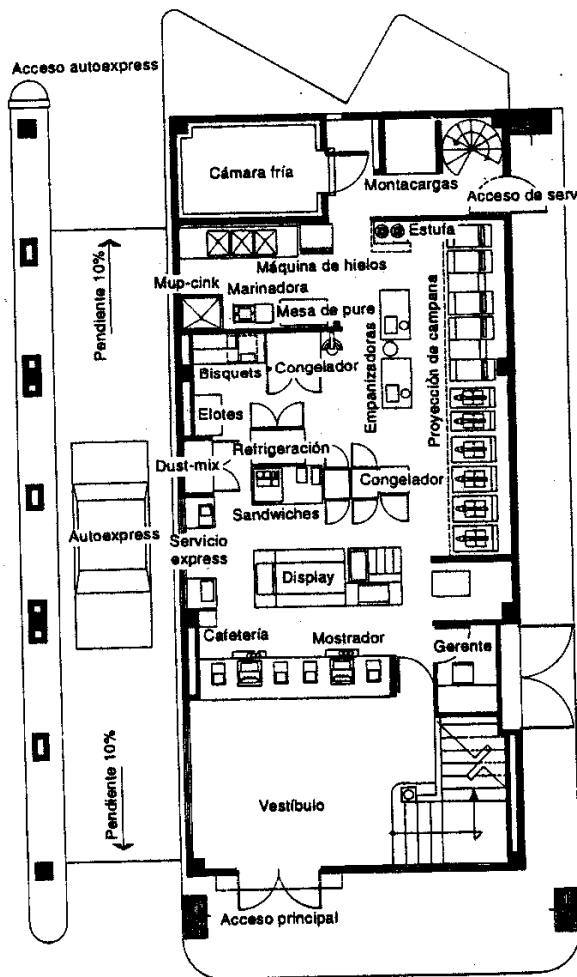 Acceso autoexpress
Cámara fría
Montacargas
Acceso de serv
Estufa
Máquina de hielos
Mup-cink
Marinadora
Mesa de pure
Pendiente 10%
Bisquets
Congelador
Empanizadoras
Proyección de campana
Elotes
Refrigeración
Dust-mix
Congelador
Sandwiches
Autoexpress
Servicio
express
Display
Cafetería
Mostrador
Gerente
Pendiente 10%
Vestíbulo
Acceso principal